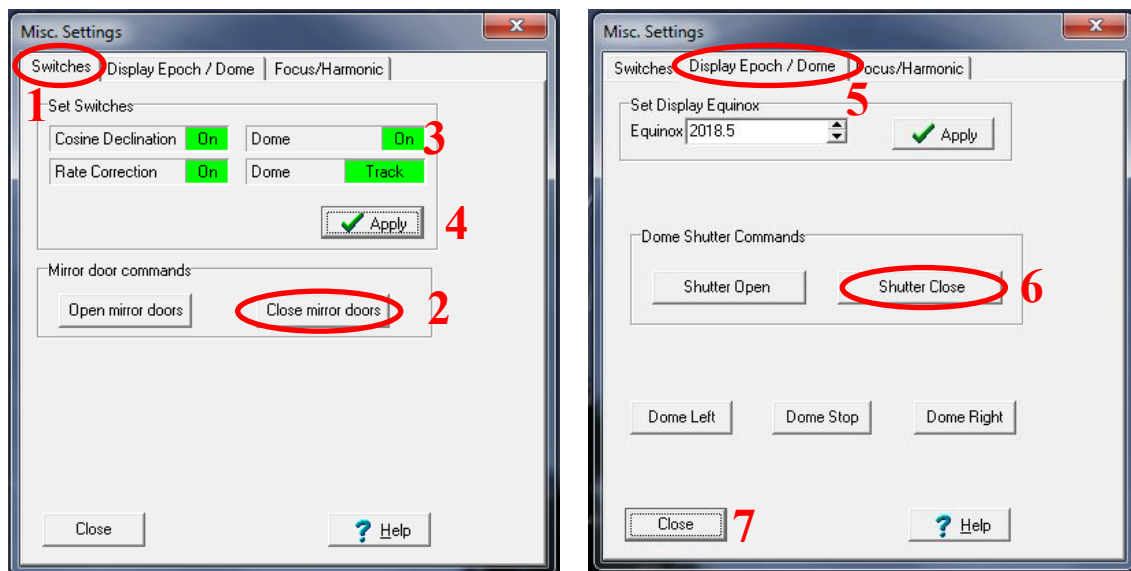 Misc. Settings
Switches Display Epoch / Dome Focus/Harmonic
1
Set Switches
Cosine Declination On Dome On 3
Rate Correction On Dome Track
Apply 4
Mirror door commands
Open mirror doors Close mirror doors 2
Close ? Help
Misc. Settings
Switches Display Epoch / Dome Focus/Harmonic
5
Set Display Equinox
Equinox 2018.5 Apply
Dome Shutter Commands
Shutter Open Shutter Close 6
Dome Left Dome Stop Dome Right
Close 7 ? Help